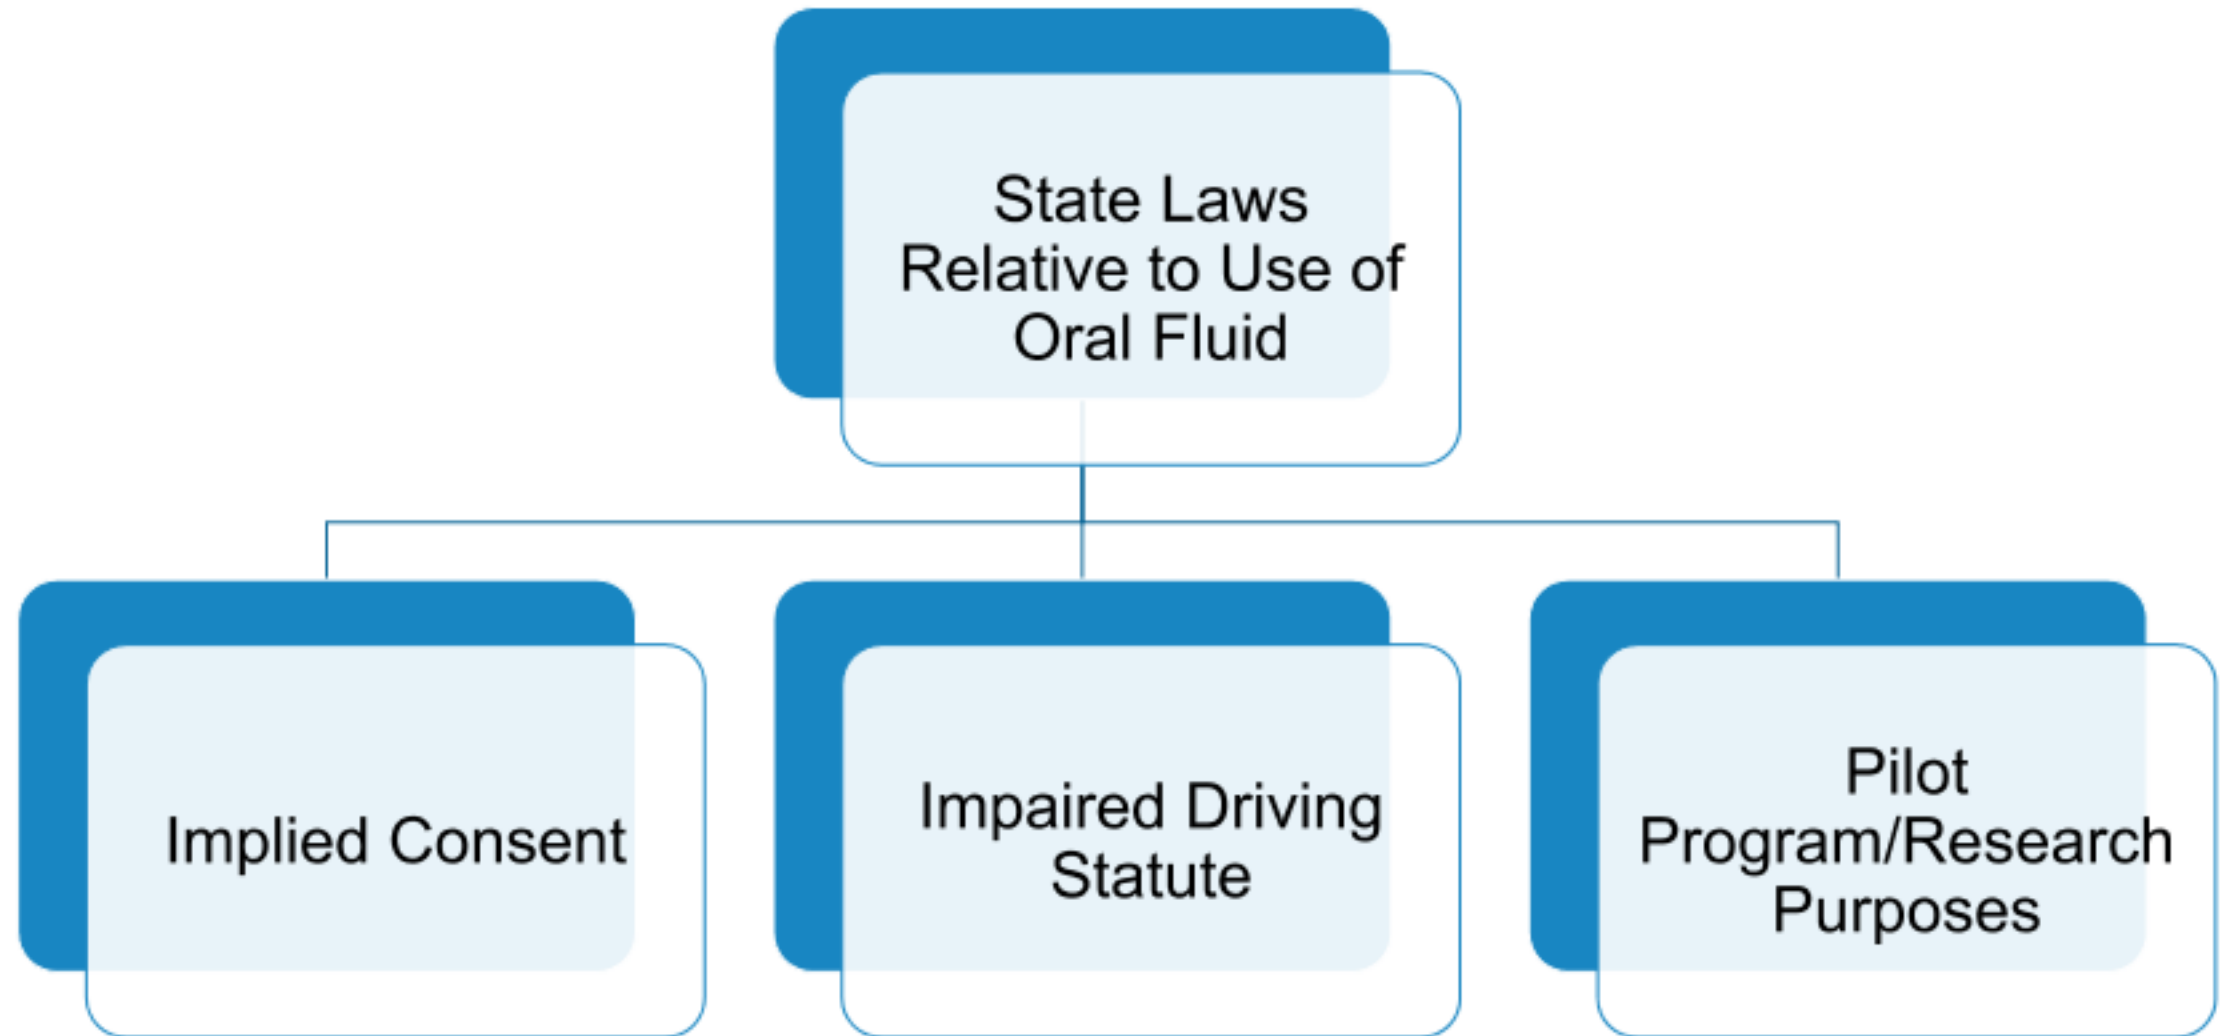 State Laws
Relative to Use of
Oral Fluid
Implied Consent
Impaired Driving
Statute
Pilot
Program/Research
Purposes